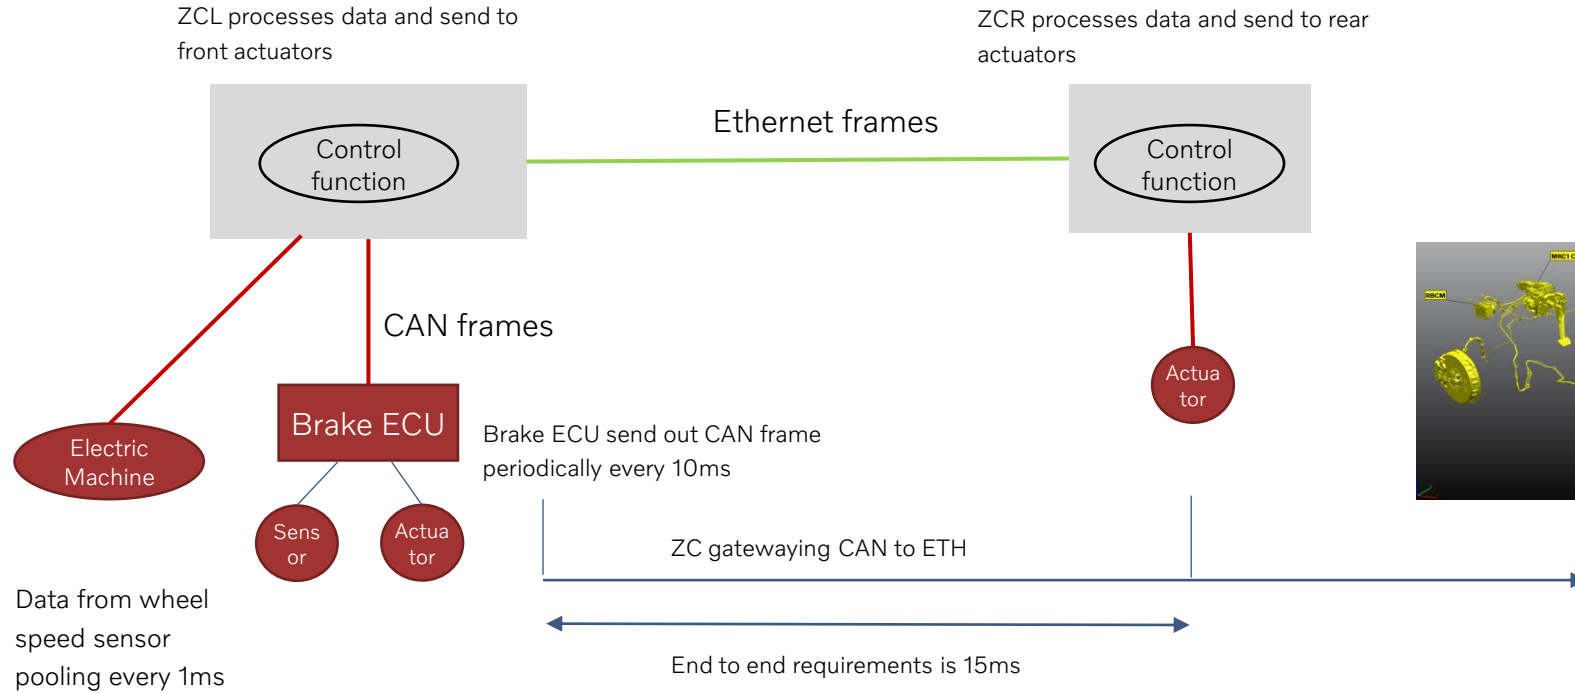 ZCL processes data and send to
front actuators
ZCR processes data and send to rear
actuators
Control
function
Ethernet frames
Control
function
CAN frames
Electric
Machine
Brake ECU
Brake ECU send out CAN frame
periodically every 10ms
Sens
or
Actua
tor
Actua
tor
RBCM
MKC1 C
ZC gatewaying CAN to ETH
Data from wheel
speed sensor
pooling every 1ms
End to end requirements is 15ms